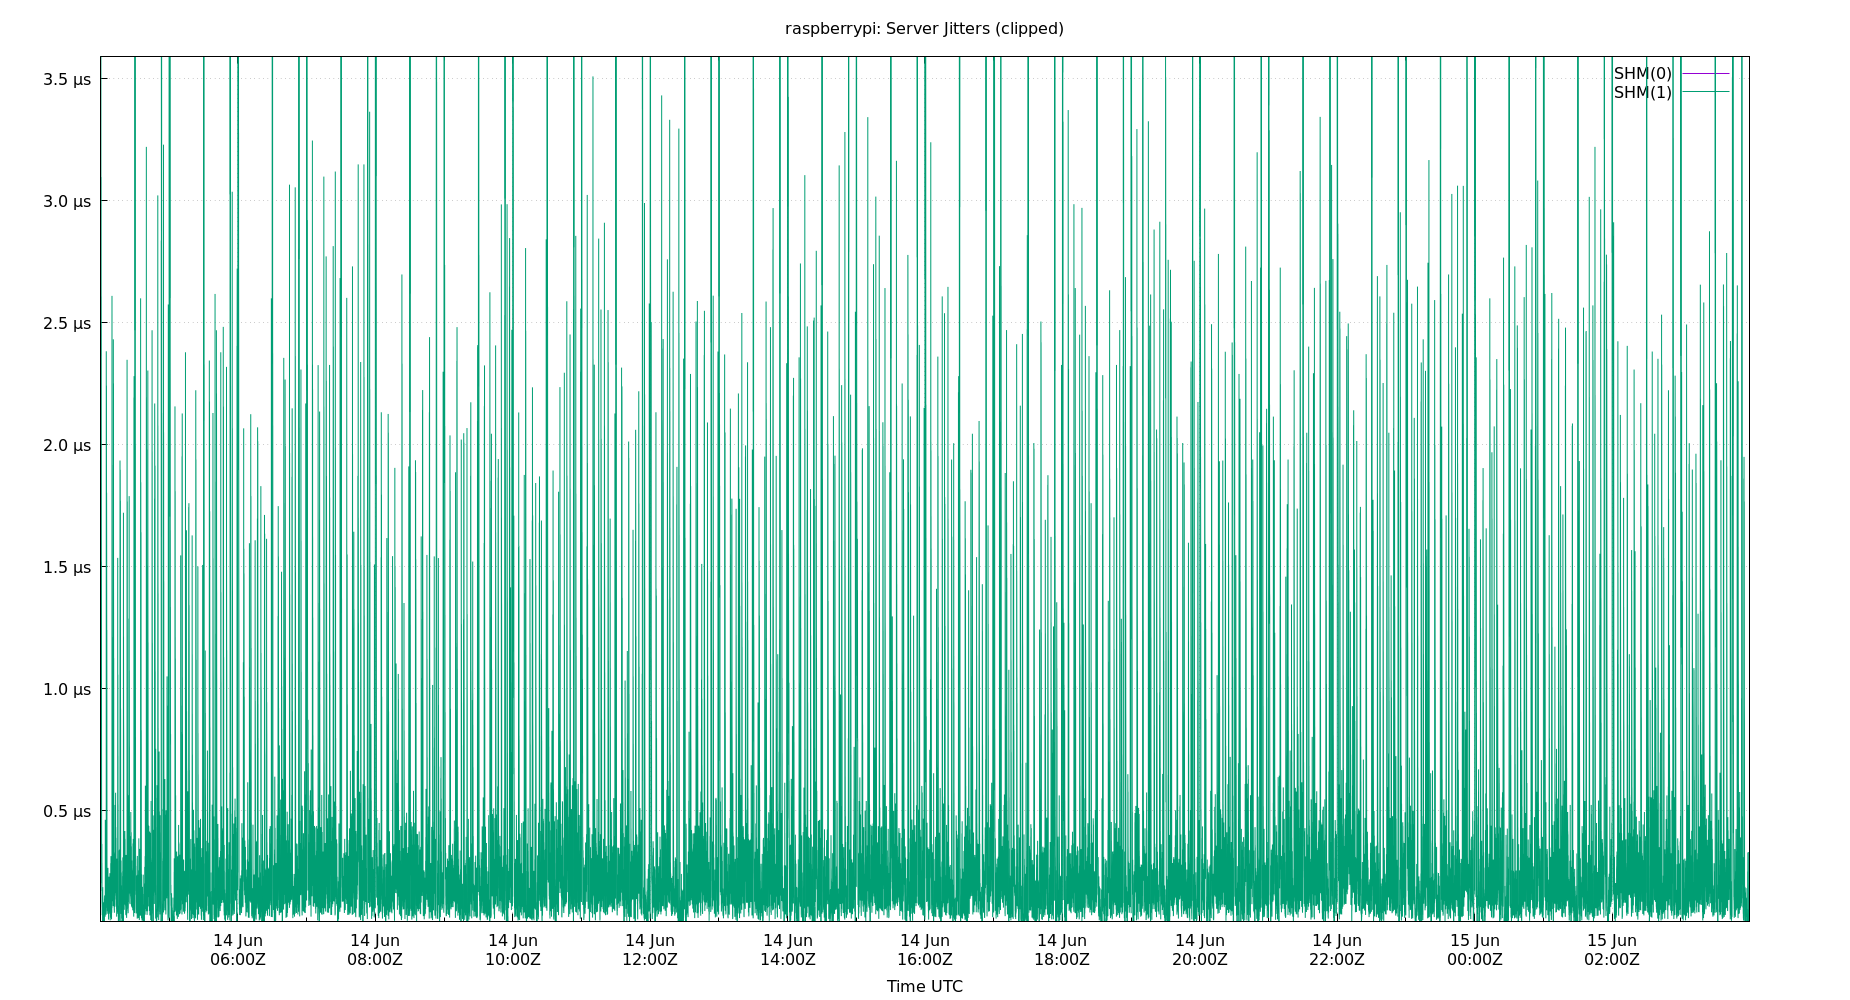 raspberrypi: Server Jitters (clipped)
SHM(0)
SHM(1)
3.5 µs
3.0 µs
2.5 µs
2.0 µs
1.5 µs
1.0 µs
0.5 µs
14 Jun 14 Jun 14 Jun 14 Jun 14 Jun 14 Jun 14 Jun 14 Jun 14 Jun 15 Jun 15 Jun
06:00Z 08:00Z 10:00Z 12:00Z 14:00Z 16:00Z 18:00Z 20:00Z 22:00Z 00:00Z 02:00Z
Time UTC